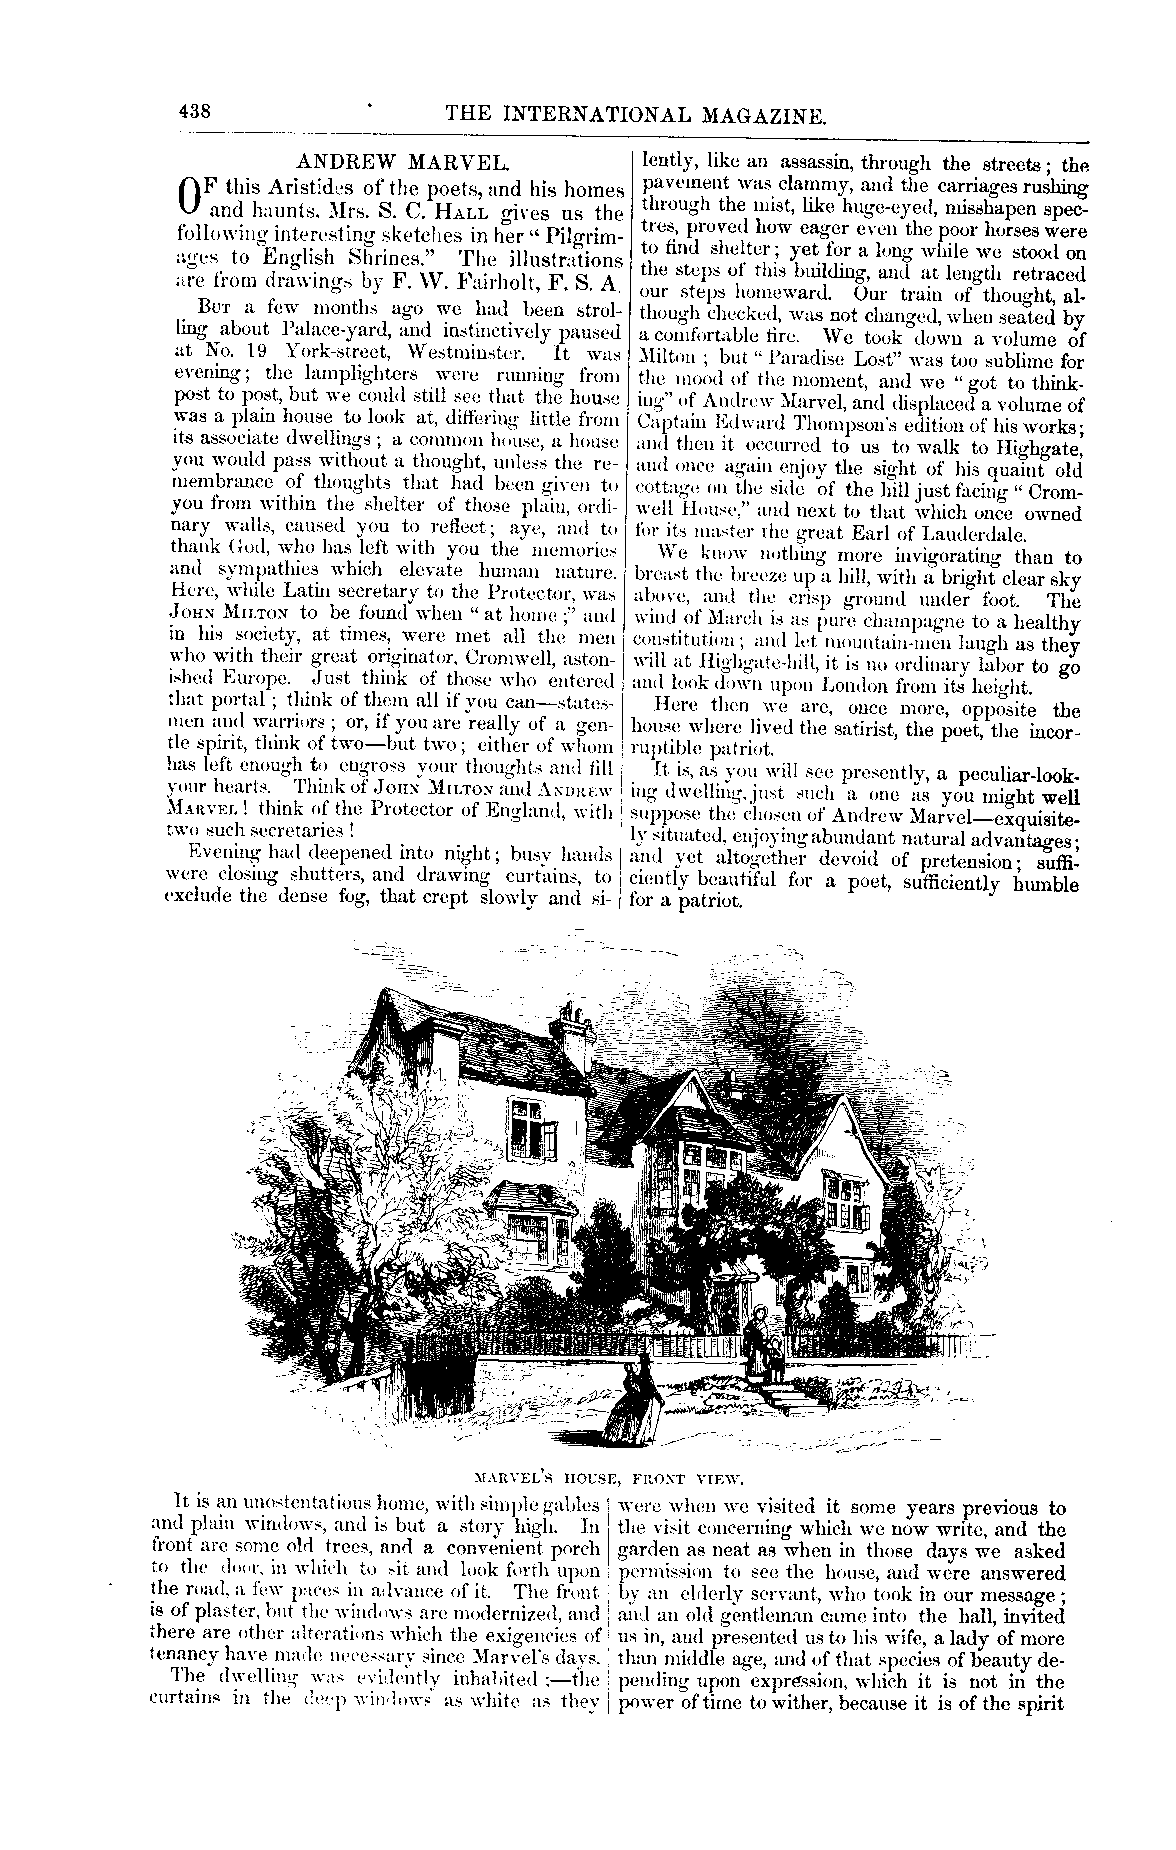 438
THE INTERNATIONAL MAGAZINE.
ANDREW MARVEL.
OF this Aristides of the poets, and his homes
and haunts, Mrs. S. C. HALL gives us the
following interesting sketches in her “ Pilgrim-
ages to English Shrines.” The illustrations
are from drawings by F. W. Fairholt, F. S. A.
BUT a few months ago we had been strol-
ling about Palace-yard, and instinctively paused
at No. 19 York-street, Westminster. It was
evening; the lamplighters were running from
post to post, but we could still see that the house
was a plain house to look at, differing little from
its associate dwellings ; a common house, a house
you would pass without a thought, unless the re-
membrance of thoughts that had been given to
you from within the shelter of those plain, ordi-
nary walls, caused you to reflect; aye, and to
thank God, who has left with you the memories
and sympathies which elevate human nature.
Here, while Latin secretary to the Protector, was
JOHN MILTON to be found when “ at home ;” and
in his society, at times, were met all the men
who with their great originator, Cromwell, aston-
ished Europe. Just think of those who entered
that portal ; think of them all if you can—states-
men and warriors ; or, if you are really of a gen-
tle spirit, think of two—but two; either of whom
has left enough to engross your thoughts and fill
your hearts. Think of JOHN MILTON and ANDREW
MARVEL! think of the Protector of England, with
two such secretaries !
Evening had deepened into night; busy hands
were closing shutters, and drawing curtains, to
exclude the dense fog, that crept slowly and si-
lently, like an assassin, through the streets; the
pavement was clammy, and the carriages rushing
through the mist, like huge-eyed, misshapen spec-
tres, proved how eager even the poor horses were
to find shelter; yet for a long while we stood on
the steps of this building, and at length retraced
our steps homeward. Our train of thought, al-
though checked, was not changed, when seated by
a comfortable fire. We took down a volume of
Milton ; but “ Paradise Lost” was too sublime for
the mood of the moment, and we “ got to think-
ing” of Andrew Marvel, and displaced a volume of
Captain Edward Thompson's edition of his works;
and then it occurred to us to walk to Highgate,
and once again enjoy the sight of his quaint old
cottage on the side of the hill just facing “ Crom-
well House,” and next to that which once owned
for its master the great Earl of Lauderdale.
We know nothing more invigorating than to
breast the breeze up a hill, with a bright clear sky
above, and the crisp ground under foot. The
wind of March is as pure champagne to a healthy
constitution ; and let mountain-men laugh as they
will at Highgate-hill, it is no ordinary labor to go
and look down upon London from its height.
Here then we are, once more, opposite the
house where lived the satirist, the poet, the incor-
ruptible patriot.
It is, as you will see presently, a peculiar-look-
ing dwelling, just such a one as you might well
suppose the chosen of Andrew Marvel—exquisite-
ly situated, enjoying abundant natural advantages;
and yet altogether devoid of pretension; suffi-
ciently beautiful for a poet, sufficiently humble
for a patriot.
MARVEL'S HOUSE, FRONT VIEW.
It is an unostentatious home, with simple gables
and plain windows, and is but a story high. In
front are some old trees, and a convenient porch
to the door, in which to sit and look forth upon
the road, a few paces in advance of it. The front
is of plaster, but the windows are modernized, and
there are other alterations which the exigencies of
tenancy have made necessary since Marvel's days.
The dwelling was evidently inhabited ;—the
curtains in the deep windows as white as they
were when we visited it some years previous to
the visit concerning which we now write, and the
garden as neat as when in those days we asked
permission to see the house, and were answered
by an elderly servant, who took in our message ;
and an old gentleman came into the hall, invited
us in, and presented us to his wife, a lady of more
than middle age, and of that species of beauty de-
pending upon expression, which it is not in the
power of time to wither, because it is of the spirit